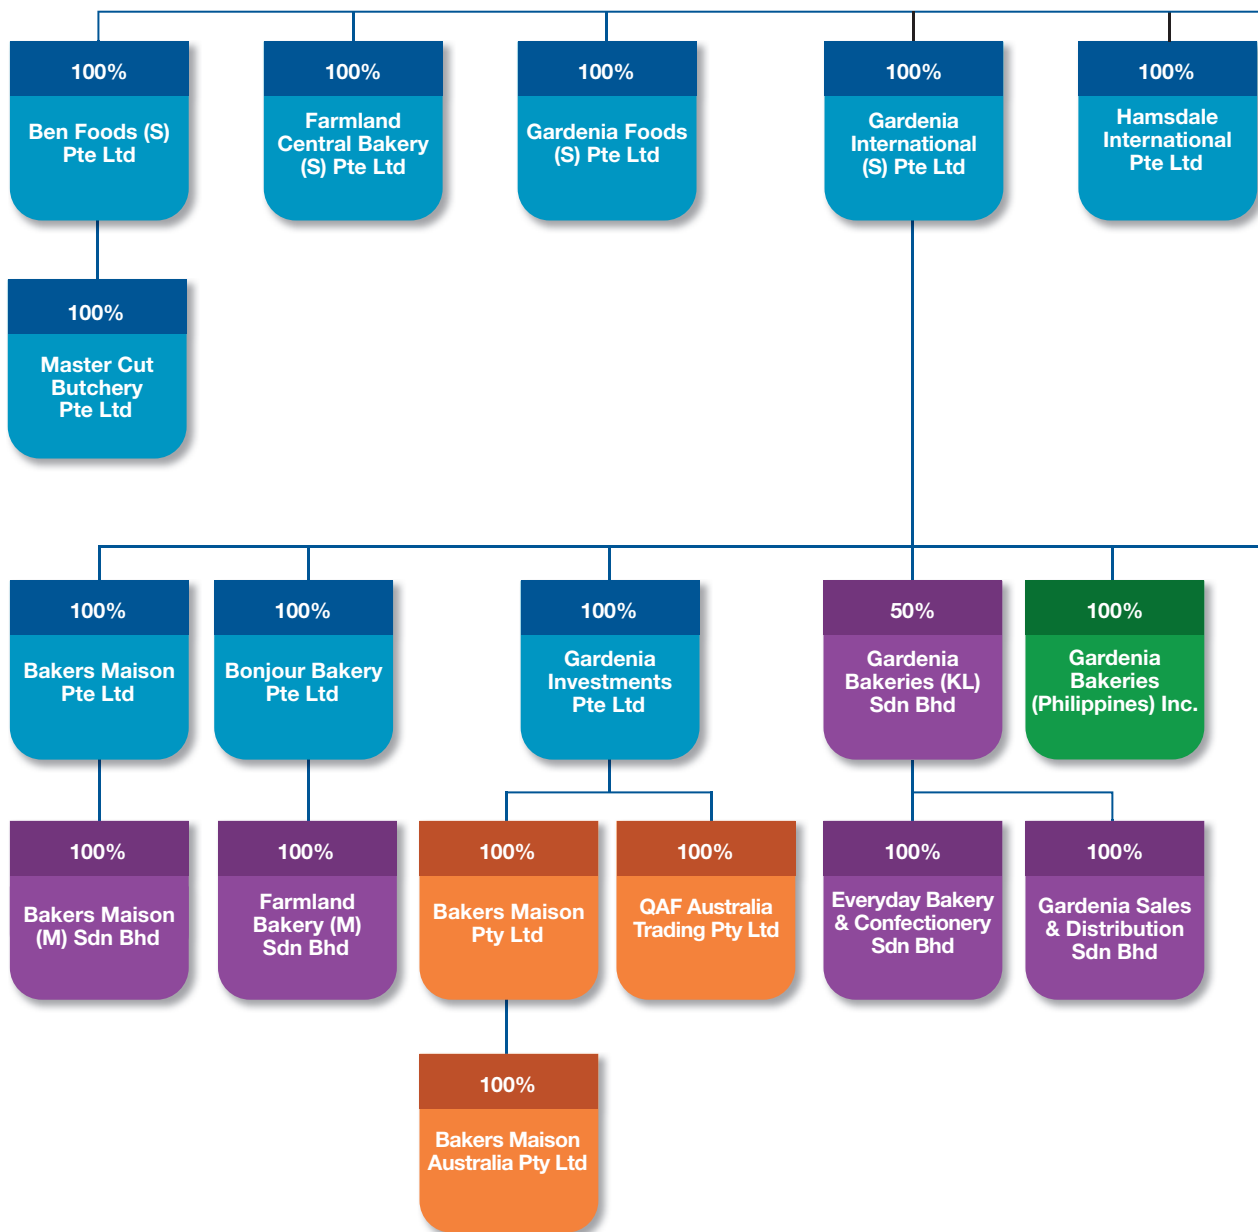 100%
Ben Foods (S)
Pte Ltd
100%
Farmland
Central Bakery
(S) Pte Ltd
100%
Gardenia Foods
(S) Pte Ltd
100%
Gardenia
International
(S) Pte Ltd
100%
Hamsdale
International
Pte Ltd
100%
Master Cut
Butchery
Pte Ltd
100%
Bakers Maison
Pte Ltd
100%
Bonjour Bakery
Pte Ltd
100%
Gardenia
Investments
Pte Ltd
50%
Gardenia
Bakeries (KL)
Sdn Bhd
100%
Gardenia
Bakeries
(Philippines) Inc.
100%
Bakers Maison
(M) Sdn Bhd
100%
Farmland
Bakery (M)
Sdn Bhd
100%
Bakers Maison
Pty Ltd
100%
QAF Australia
Trading Pty Ltd
100%
Everyday Bakery
& Confectionery
Sdn Bhd
100%
Gardenia Sales
& Distribution
Sdn Bhd
100%
Bakers Maison
Australia Pty Ltd